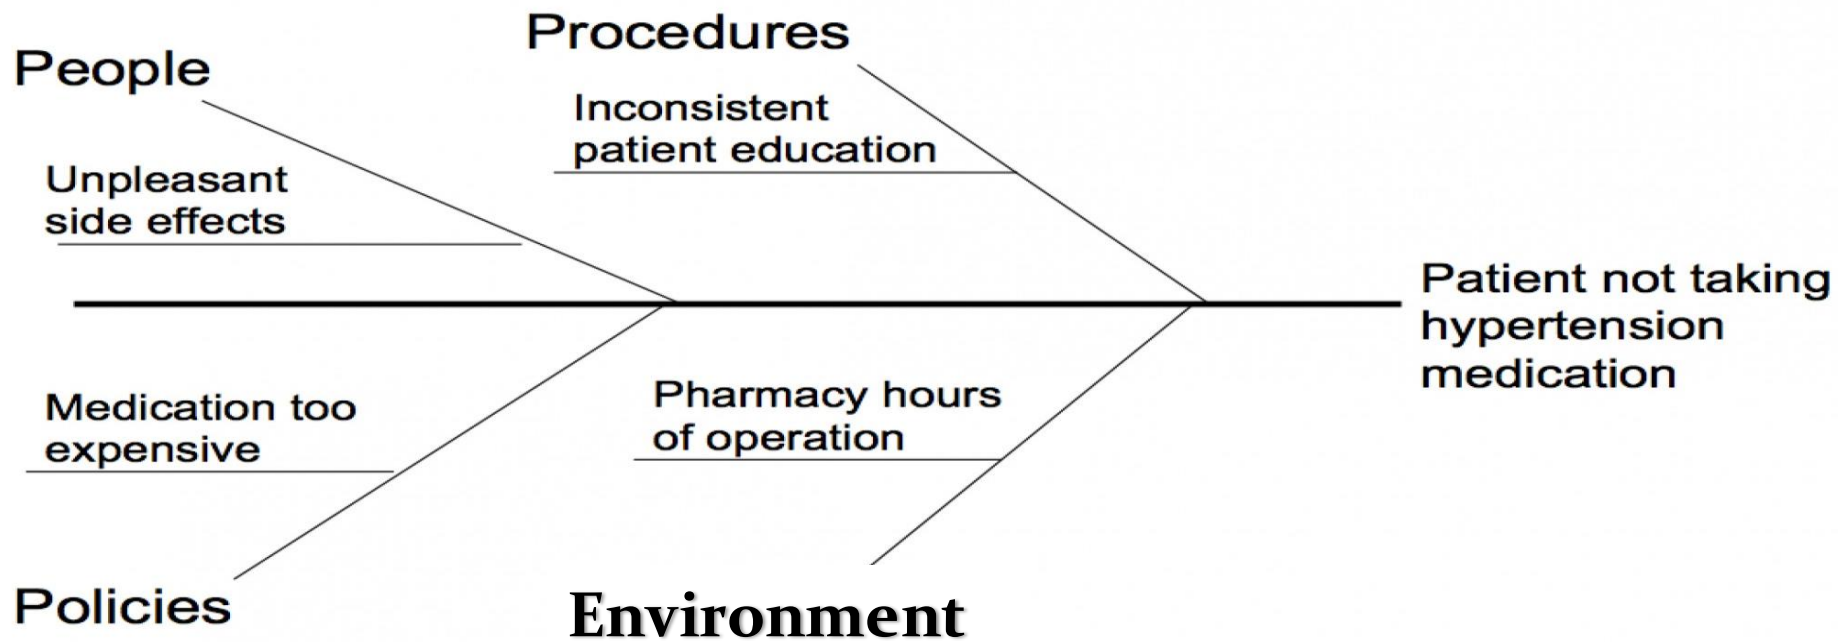 Procedures
People
Inconsistent
patient education
Unpleasant
side effects
Patient not taking
hypertension
medication
Medication too
expensive
Pharmacy hours
of operation
Policies
Environment